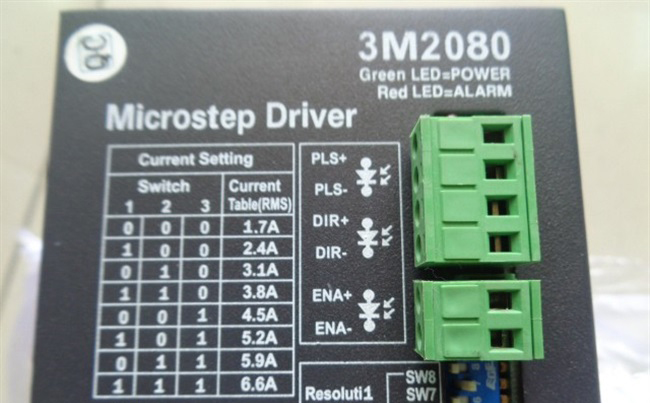 QC
3M2080
Green LED=POWER
Red LED=ALARM
Microstep Driver
Current Setting
Switch Current
1 2 3 Table(RMS)
0 0 0 1.7A
1 0 0 2.4A
0 1 0 3.1A
1 1 0 3.8A
0 0 1 4.5A
1 0 1 5.2A
0 1 1 5.9A
1 1 1 6.6A
PLS+
PLS-
DIR+
DIR-
ENA+
ENA-
Resoluti1
SW8
SW7